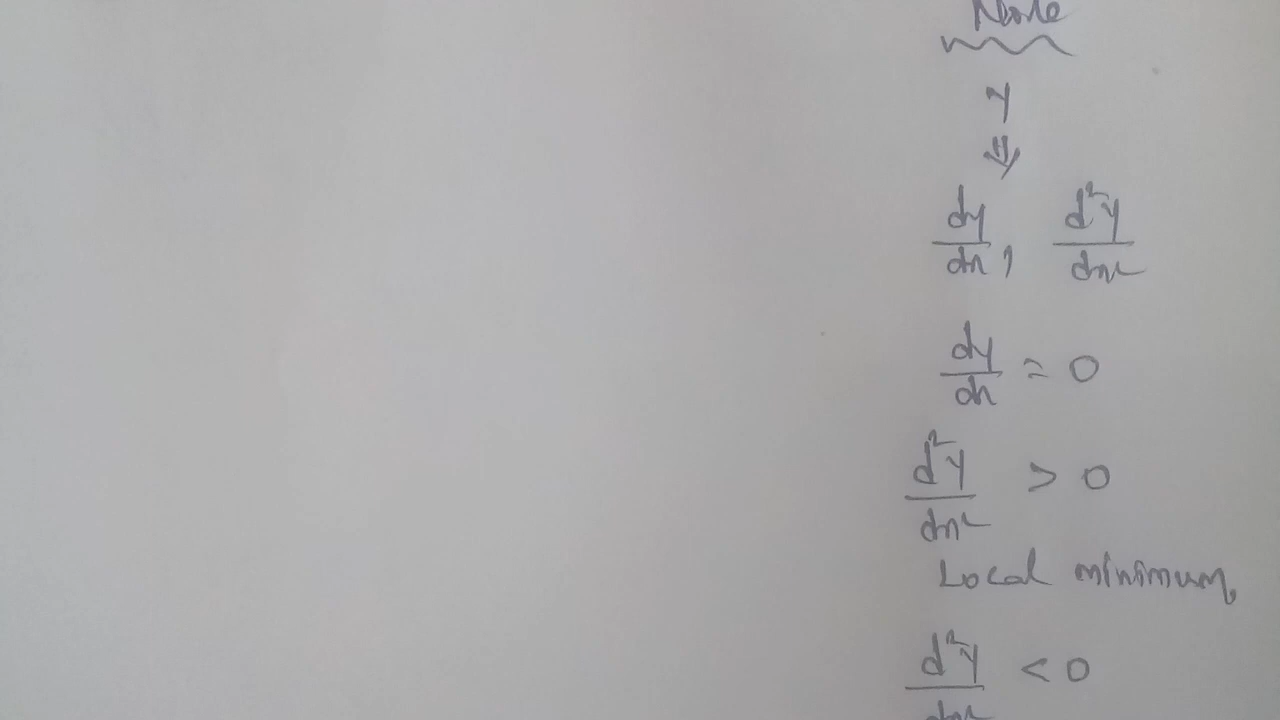 Note
y
⇓
dy/dx, d²y/dx²
dy/dx = 0
d²y/dx² > 0
Local minimum,
d²y/dx² < 0